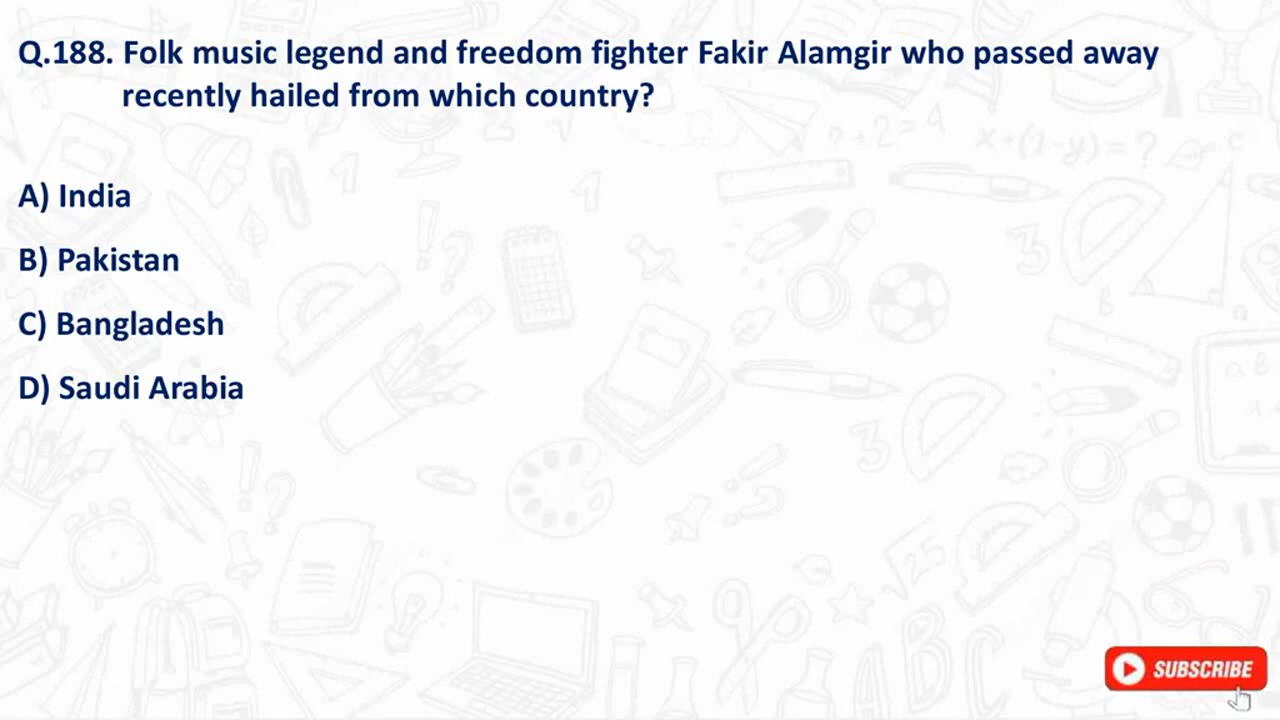 Q.188. Folk music legend and freedom fighter Fakir Alamgir who passed away
recently hailed from which country?
A) India
B) Pakistan
C) Bangladesh
D) Saudi Arabia
SUBSCRIBE